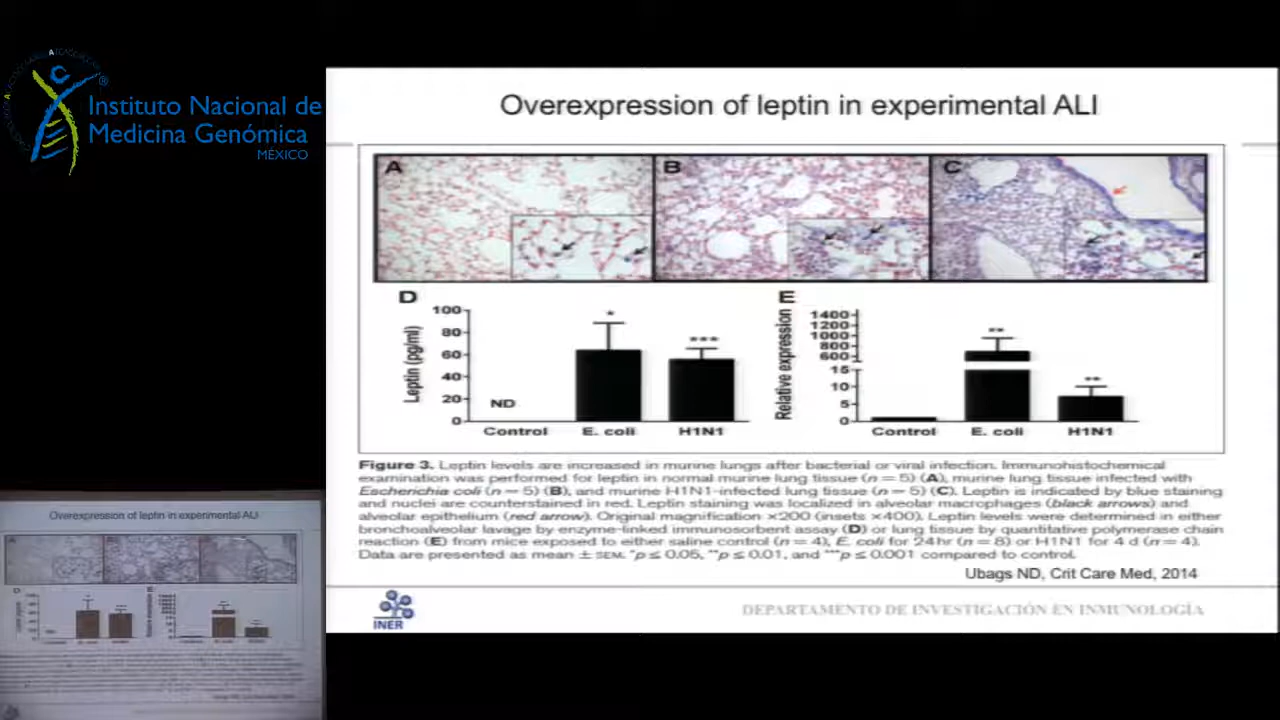 Instituto Nacional de
Medicina Genómica
MÉXICO
Overexpression of leptin in experimental ALI
A
B
C
D
E
Leptin (pg/ml)
100
80
60
40
20
0
ND
*
***
Control
E. coli
H1N1
Relative expression
1400
1200
1000
800
600
15
10
5
0
**
**
Control
E. coli
H1N1
Figure 3. Leptin levels are increased in murine lungs after bacterial or viral infection. Immunohistochemical
examination was performed for leptin in normal murine lung tissue (n = 5) (A), murine lung tissue infected with
Escherichia coli (n = 5) (B), and murine H1N1-infected lung tissue (n = 5) (C). Leptin is indicated by blue staining
and nuclei are counterstained in red. Leptin staining was localized in alveolar macrophages (black arrows) and
alveolar epithelium (red arrow). Original magnification ×200 (insets ×400). Leptin levels were determined in either
bronchoalveolar lavage by enzyme-linked immunosorbent assay (D) or lung tissue by quantitative polymerase chain
reaction (E) from mice exposed to either saline control (n = 4), E. coli for 24hr (n = 8) or H1N1 for 4 d (n = 4).
Data are presented as mean ± SEM. *p ≤ 0.05, **p ≤ 0.01, and ***p ≤ 0.001 compared to control.
Ubags ND, Crit Care Med, 2014
INER
DEPARTAMENTO DE INVESTIGACIÓN EN INMUNOLOGÍA
Overexpression of leptin in experimental ALI